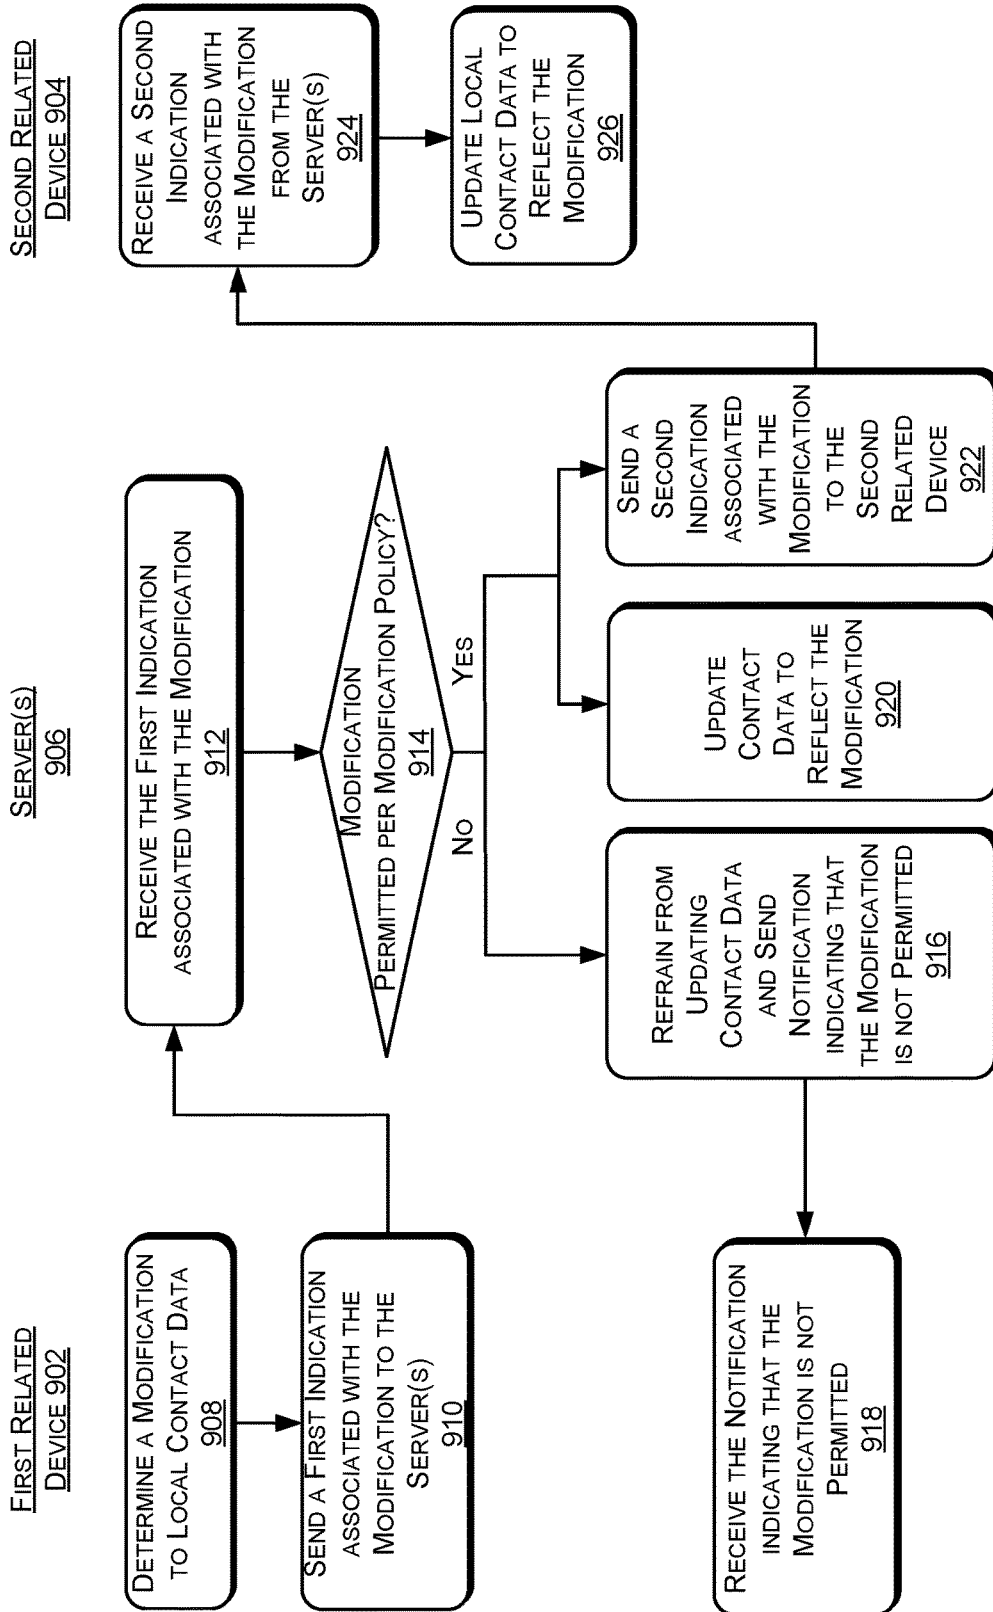 FIRST RELATED
DEVICE 902
DETERMINE A MODIFICATION
TO LOCAL CONTACT DATA
908
SEND A FIRST INDICATION
ASSOCIATED WITH THE
MODIFICATION TO THE
SERVER(S)
910
RECEIVE THE NOTIFICATION
INDICATING THAT THE
MODIFICATION IS NOT
PERMITTED
918
SERVER(S)
906
RECEIVE THE FIRST INDICATION
ASSOCIATED WITH THE MODIFICATION
912
MODIFICATION
PERMITTED PER MODIFICATION POLICY?
914
NO
YES
REFRAIN FROM
UPDATING
CONTACT DATA
AND SEND
NOTIFICATION
INDICATING THAT
THE MODIFICATION
IS NOT PERMITTED
916
UPDATE
CONTACT
DATA TO
REFLECT THE
MODIFICATION
920
SEND A
SECOND
INDICATION
ASSOCIATED
WITH THE
MODIFICATION
TO THE
SECOND
RELATED
DEVICE
922
SECOND RELATED
DEVICE 904
RECEIVE A SECOND
INDICATION
ASSOCIATED WITH
THE MODIFICATION
FROM THE
SERVER(S)
924
UPDATE LOCAL
CONTACT DATA TO
REFLECT THE
MODIFICATION
926